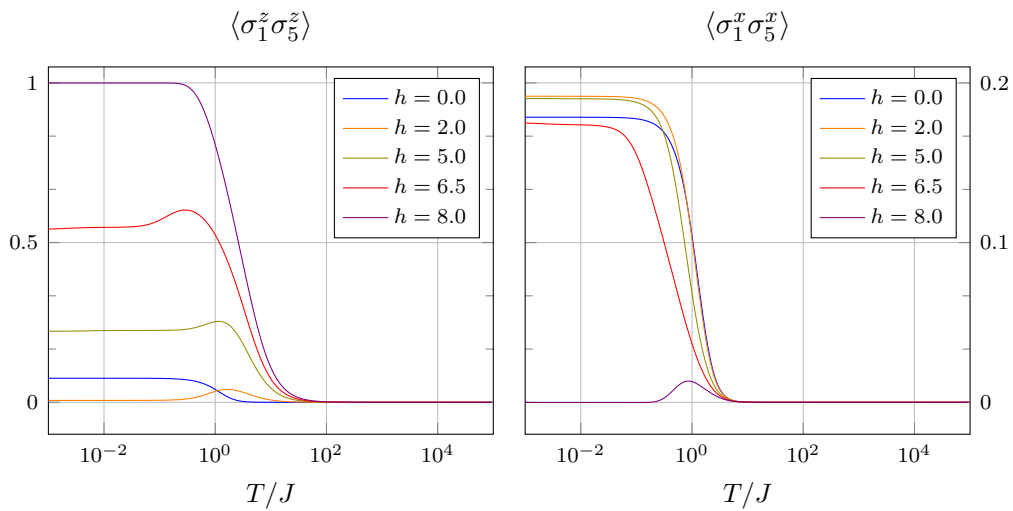 ⟨σ₁ᶻσ₅ᶻ⟩
1
0.5
0
h = 0.0
h = 2.0
h = 5.0
h = 6.5
h = 8.0
10⁻² 10⁰ 10² 10⁴
T/J
⟨σ₁ˣσ₅ˣ⟩
0.2
0.1
0
h = 0.0
h = 2.0
h = 5.0
h = 6.5
h = 8.0
10⁻² 10⁰ 10² 10⁴
T/J